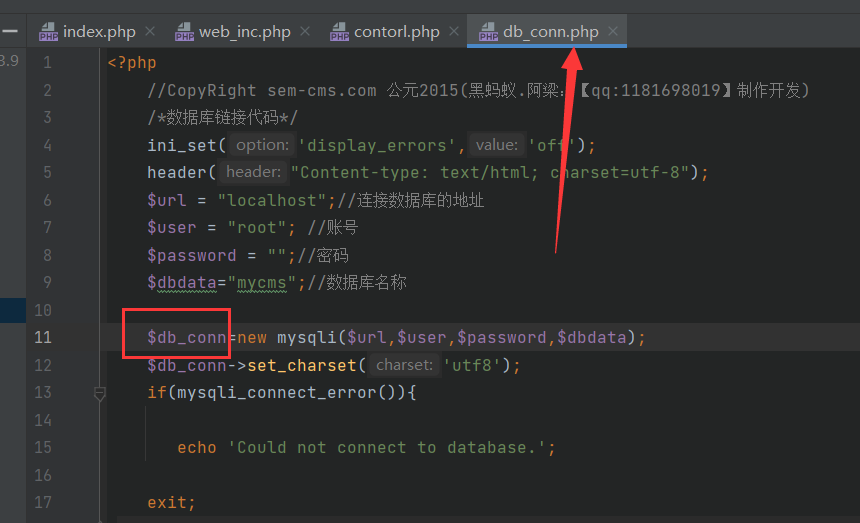 index.php web_inc.php contorl.php db_conn.php
3.9
1 <?php
2 //CopyRight sem-cms.com 公元2015(黑蚂蚁.阿梁:【qq:1181698019】制作开发)
3 /*数据库链接代码*/
4 ini_set( option: 'display_errors', value: 'off');
5 header( header: "Content-type: text/html; charset=utf-8");
6 $url = "localhost";//连接数据库的地址
7 $user = "root"; //账号
8 $password = "";//密码
9 $dbdata="mycms";//数据库名称
10
11 $db_conn=new mysqli($url,$user,$password,$dbdata);
12 $db_conn->set_charset( charset: 'utf8');
13 if(mysqli_connect_error()){
14
15 echo 'Could not connect to database.';
16
17 exit;